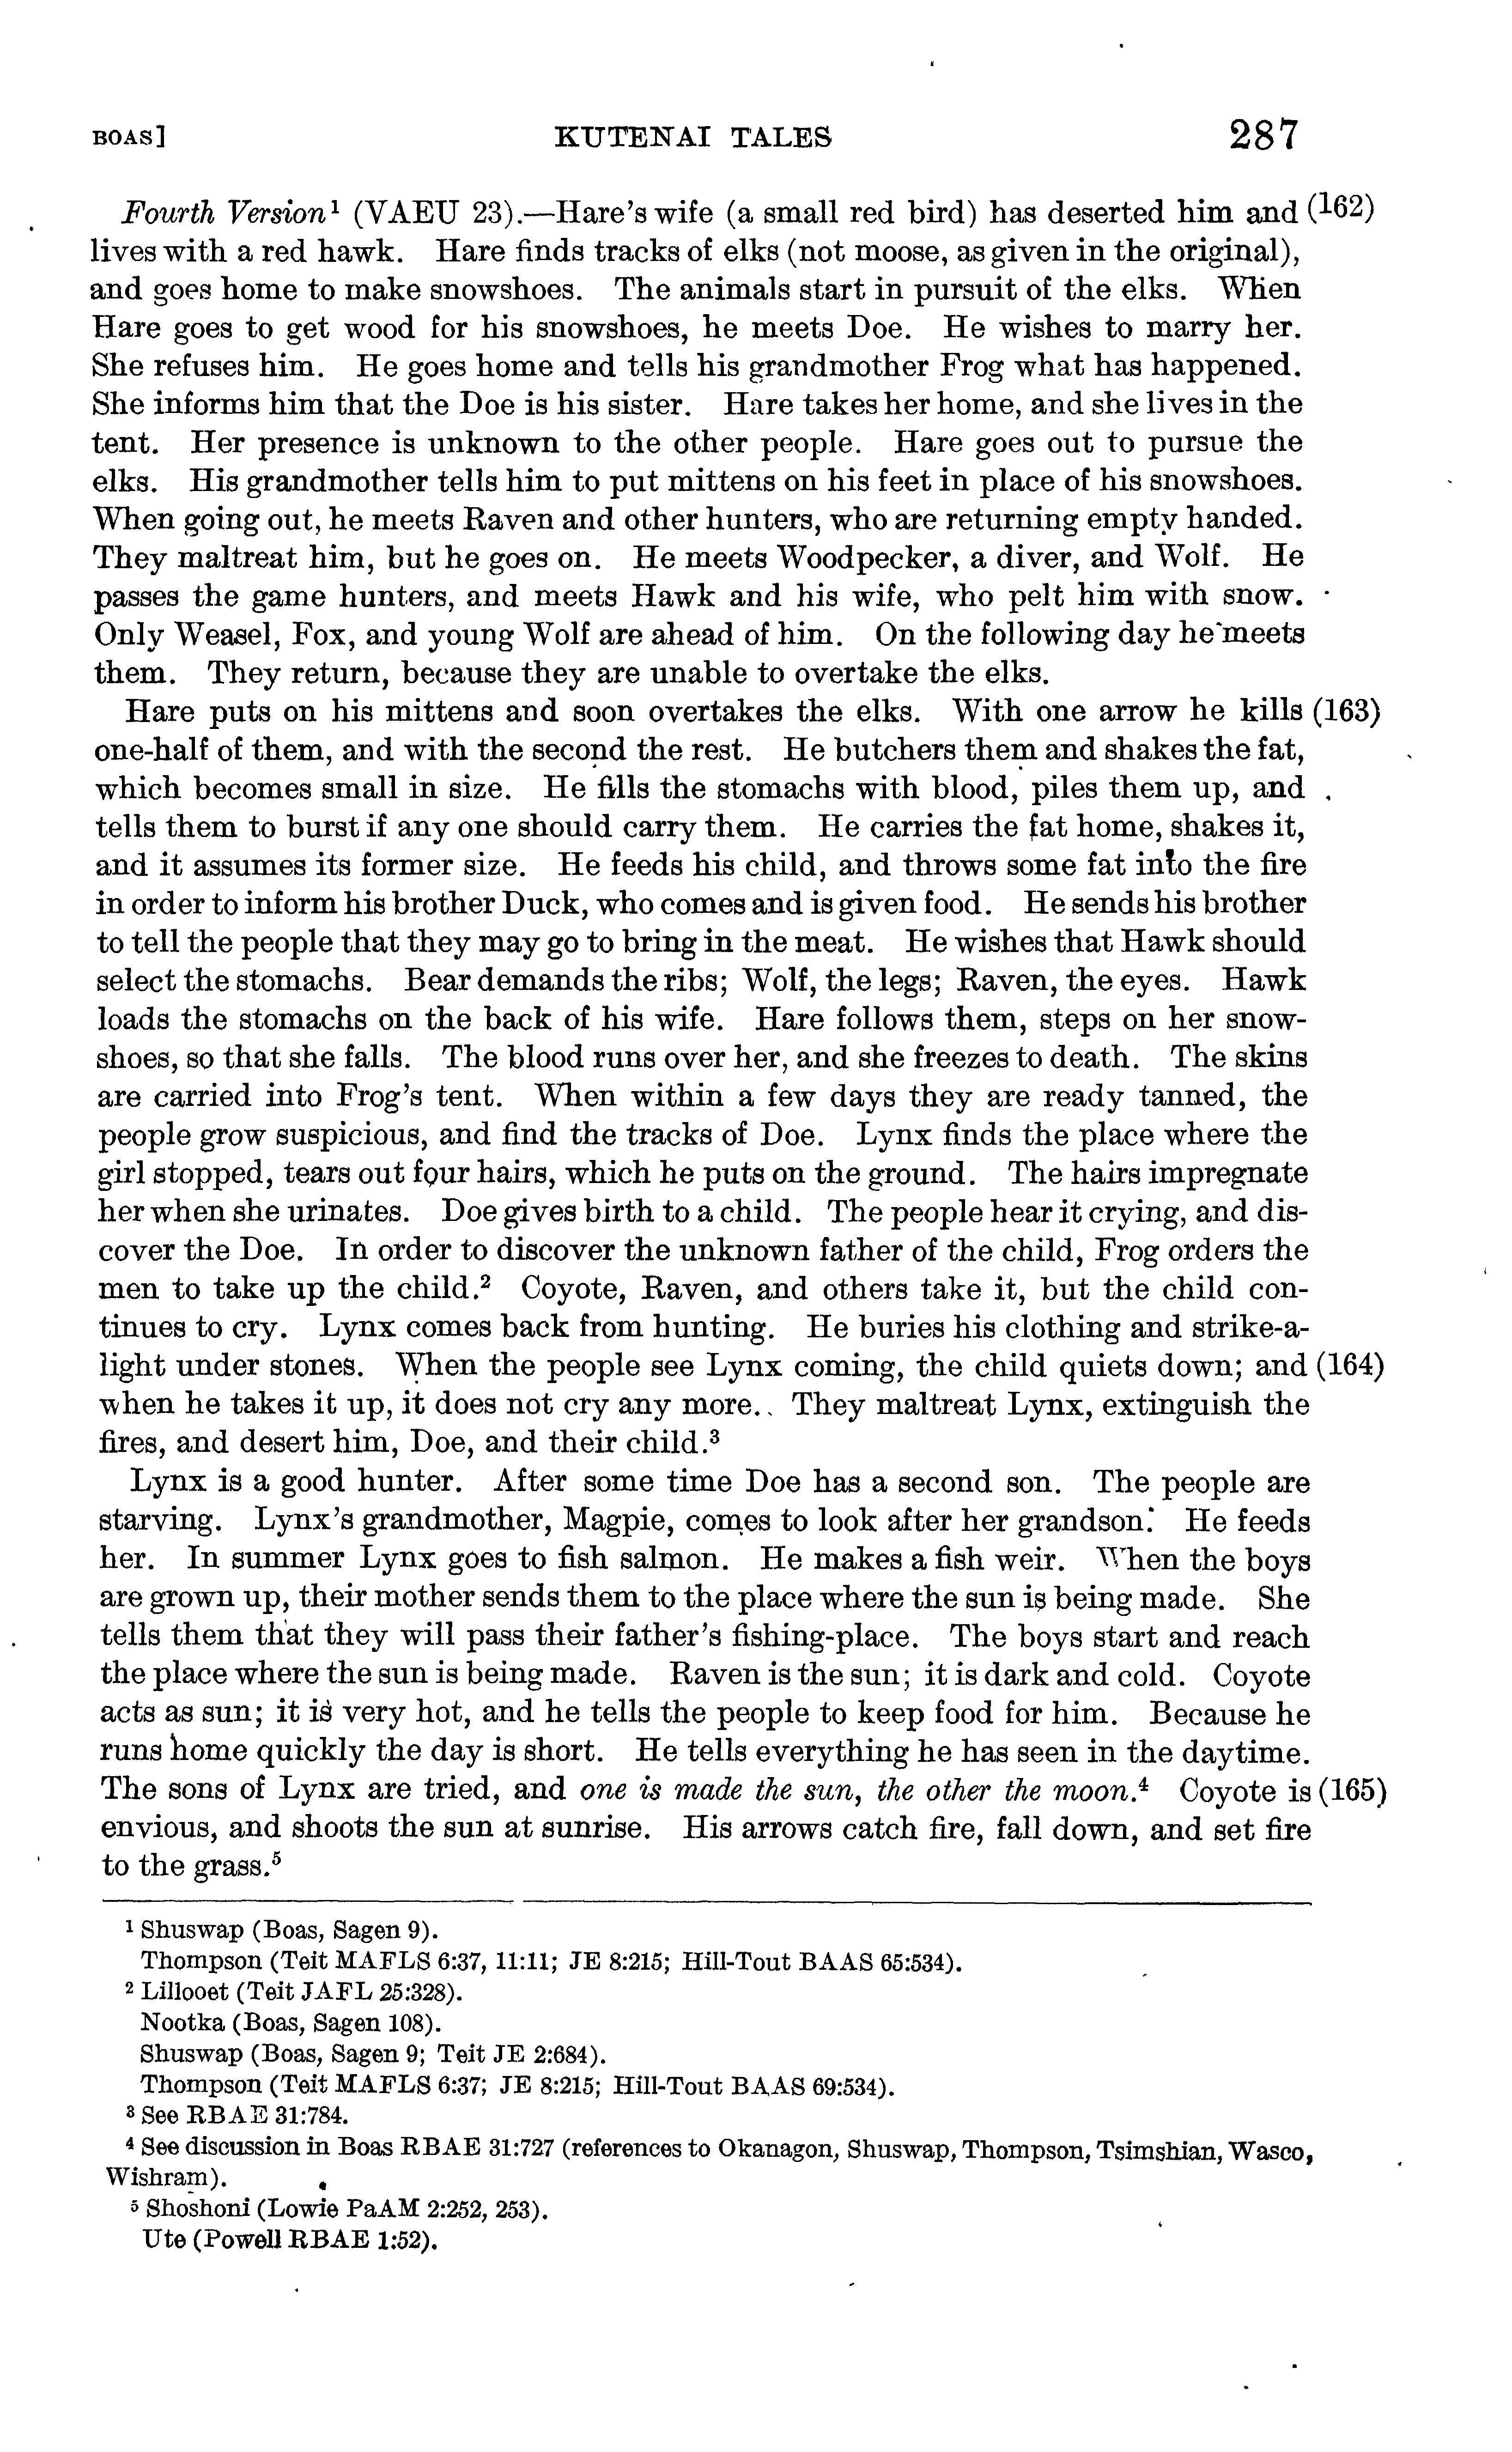 BOAS] KUTENAI TALES 287
Fourth Version¹ (VAEU 23).—Hare's wife (a small red bird) has deserted him and (162)
lives with a red hawk. Hare finds tracks of elks (not moose, as given in the original),
and goes home to make snowshoes. The animals start in pursuit of the elks. When
Hare goes to get wood for his snowshoes, he meets Doe. He wishes to marry her.
She refuses him. He goes home and tells his grandmother Frog what has happened.
She informs him that the Doe is his sister. Hare takes her home, and she lives in the
tent. Her presence is unknown to the other people. Hare goes out to pursue the
elks. His grandmother tells him to put mittens on his feet in place of his snowshoes.
When going out, he meets Raven and other hunters, who are returning empty handed.
They maltreat him, but he goes on. He meets Woodpecker, a diver, and Wolf. He
passes the game hunters, and meets Hawk and his wife, who pelt him with snow.
Only Weasel, Fox, and young Wolf are ahead of him. On the following day he meets
them. They return, because they are unable to overtake the elks.
Hare puts on his mittens and soon overtakes the elks. With one arrow he kills (163)
one-half of them, and with the second the rest. He butchers them and shakes the fat,
which becomes small in size. He fills the stomachs with blood, piles them up, and
tells them to burst if any one should carry them. He carries the fat home, shakes it,
and it assumes its former size. He feeds his child, and throws some fat into the fire
in order to inform his brother Duck, who comes and is given food. He sends his brother
to tell the people that they may go to bring in the meat. He wishes that Hawk should
select the stomachs. Bear demands the ribs; Wolf, the legs; Raven, the eyes. Hawk
loads the stomachs on the back of his wife. Hare follows them, steps on her snow-
shoes, so that she falls. The blood runs over her, and she freezes to death. The skins
are carried into Frog's tent. When within a few days they are ready tanned, the
people grow suspicious, and find the tracks of Doe. Lynx finds the place where the
girl stopped, tears out four hairs, which he puts on the ground. The hairs impregnate
her when she urinates. Doe gives birth to a child. The people hear it crying, and dis-
cover the Doe. In order to discover the unknown father of the child, Frog orders the
men to take up the child.² Coyote, Raven, and others take it, but the child con-
tinues to cry. Lynx comes back from hunting. He buries his clothing and strike-a-
light under stones. When the people see Lynx coming, the child quiets down; and (164)
when he takes it up, it does not cry any more. They maltreat Lynx, extinguish the
fires, and desert him, Doe, and their child.³
Lynx is a good hunter. After some time Doe has a second son. The people are
starving. Lynx's grandmother, Magpie, comes to look after her grandson. He feeds
her. In summer Lynx goes to fish salmon. He makes a fish weir. When the boys
are grown up, their mother sends them to the place where the sun is being made. She
tells them that they will pass their father's fishing-place. The boys start and reach
the place where the sun is being made. Raven is the sun; it is dark and cold. Coyote
acts as sun; it is very hot, and he tells the people to keep food for him. Because he
runs home quickly the day is short. He tells everything he has seen in the daytime.
The sons of Lynx are tried, and one is made the sun, the other the moon.⁴ Coyote is (165)
envious, and shoots the sun at sunrise. His arrows catch fire, fall down, and set fire
to the grass.⁵
¹ Shuswap (Boas, Sagen 9).
Thompson (Teit MAFLS 6:37, 11:11; JE 8:215; Hill-Tout BAAS 65:534).
² Lillooet (Teit JAFL 25:328).
Nootka (Boas, Sagen 108).
Shuswap (Boas, Sagen 9; Teit JE 2:684).
Thompson (Teit MAFLS 6:37; JE 8:215; Hill-Tout BAAS 69:534).
³ See RBAE 31:784.
⁴ See discussion in Boas RBAE 31:727 (references to Okanagon, Shuswap, Thompson, Tsimshian, Wasco,
Wishram).
⁵ Shoshoni (Lowie PaAM 2:252, 253).
Ute (Powell RBAE 1:52).